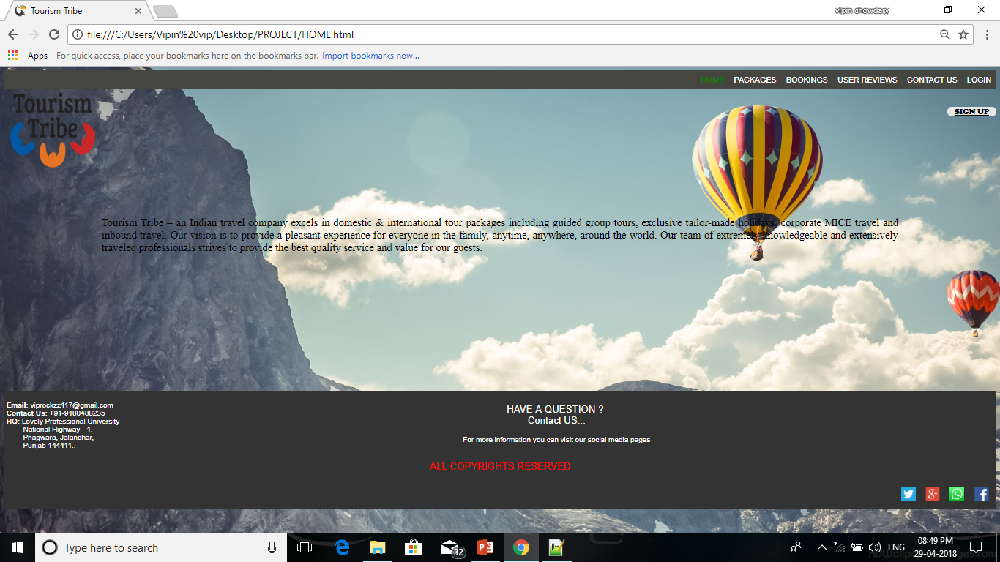 Tourism Tribe
vipin chowdary
file:///C:/Users/Vipin%20vip/Desktop/PROJECT/HOME.html
Apps For quick access, place your bookmarks here on the bookmarks bar. Import bookmarks now...
HOME PACKAGES BOOKINGS USER REVIEWS CONTACT US LOGIN
Tourism
Tribe
SIGN UP
Tourism Tribe – an Indian travel company excels in domestic & international tour packages including guided group tours, exclusive tailor-made holidays, corporate MICE travel and
inbound travel. Our vision is to provide a pleasant experience for everyone in the family, anytime, anywhere, around the world. Our team of extremely knowledgeable and extensively
traveled professionals strives to provide the best quality service and value for our guests.
Email: viprockzz117@gmail.com
Contact Us: +91-9100488235
HQ: Lovely Professional University
National Highway - 1,
Phagwara, Jalandhar,
Punjab 144411..
HAVE A QUESTION ?
Contact US...
For more information you can visit our social media pages
ALL COPYRIGHTS RESERVED
Type here to search
32
ENG
08:49 PM
29-04-2018